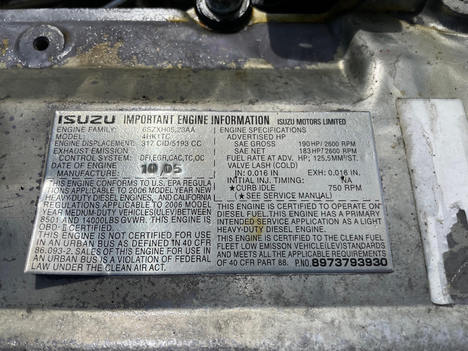 ISUZU IMPORTANT ENGINE INFORMATION ISUZU MOTORS LIMITED
ENGINE FAMILY: 6SZXH05.23AA
MODEL: 4HK1TC
ENGINE DISPLACEMENT: 317 CID/5193 CC
EXHAUST EMISSION
CONTROL SYSTEM: DFI,EGR,CAC,TC,OC
DATE OF ENGINE
MANUFACTURE: 10 05
THIS ENGINE CONFORMS TO U.S. EPA REGULA
TIONS APPLICABLE TO 2006 MODEL YEAR NEW
HEAVY-DUTY DIESEL ENGINES, AND CALIFORNIA
REGULATIONS APPLICABLE TO 2006 MODEL
YEAR MEDIUM-DUTY VEHICLES(ULEV)BETWEEN
8501 AND 14000LBS GVWR. THIS ENGINE IS
OBD-II CERTIFIED.
THIS ENGINE IS NOT CERTIFIED FOR USE
IN AN URBAN BUS AS DEFINED IN 40 CFR
86.093-2. SALES OF THIS ENGINE FOR USE IN
AN URBAN BUS IS A VIOLATION OF FEDERAL
LAW UNDER THE CLEAN AIR ACT.
ADVERTISED HP
SAE GROSS 190HP/2600 RPM
SAE NET 183HP/2600 RPM
FUEL RATE AT ADV. HP: 125.5MM³/ST.
VALVE LASH(COLD)
IN: 0.016 IN EXH: 0.016 IN.
INITIAL INJ. TIMING: NA
★CURB IDLE 750 RPM
(★SEE SERVICE MANUAL)
THIS ENGINE IS CERTIFIED TO OPERATE ON
DIESEL FUEL.THIS ENGINE HAS A PRIMARY
INTENDED SERVICE APPLICATION AS A LIGHT
HEAVY-DUTY DIESEL ENGINE.
THIS ENGINE IS CERTIFIED TO THE CLEAN FUEL
FLEET LOW EMISSION VEHICLE(LEV)STANDARDS
AND MEETS ALL THE APPLICABLE REQUIREMENTS
OF 40 CFR PART 88. P.NO.8973793930